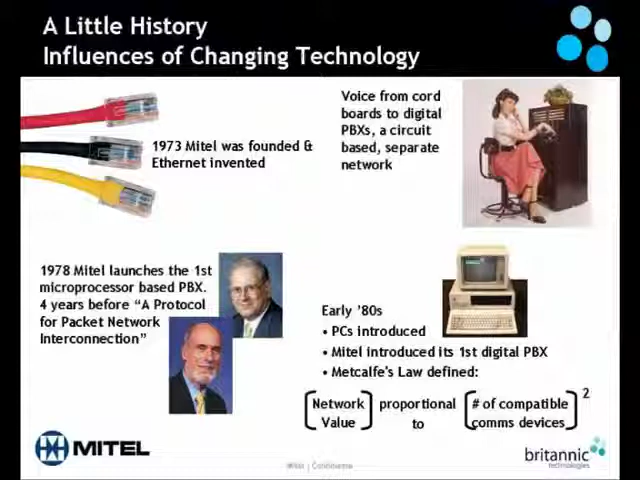 A Little History
Influences of Changing Technology
1973 Mitel was founded &
Ethernet invented
Voice from cord
boards to digital
PBXs, a circuit
based, separate
network
1978 Mitel launches the 1st
microprocessor based PBX.
4 years before “A Protocol
for Packet Network
Interconnection”
Early '80s
• PCs introduced
• Mitel introduced its 1st digital PBX
• Metcalfe's Law defined:
[Network Value] proportional to [# of compatible comms devices]2
MITEL
Mitel | Confidential
britannic
technologies